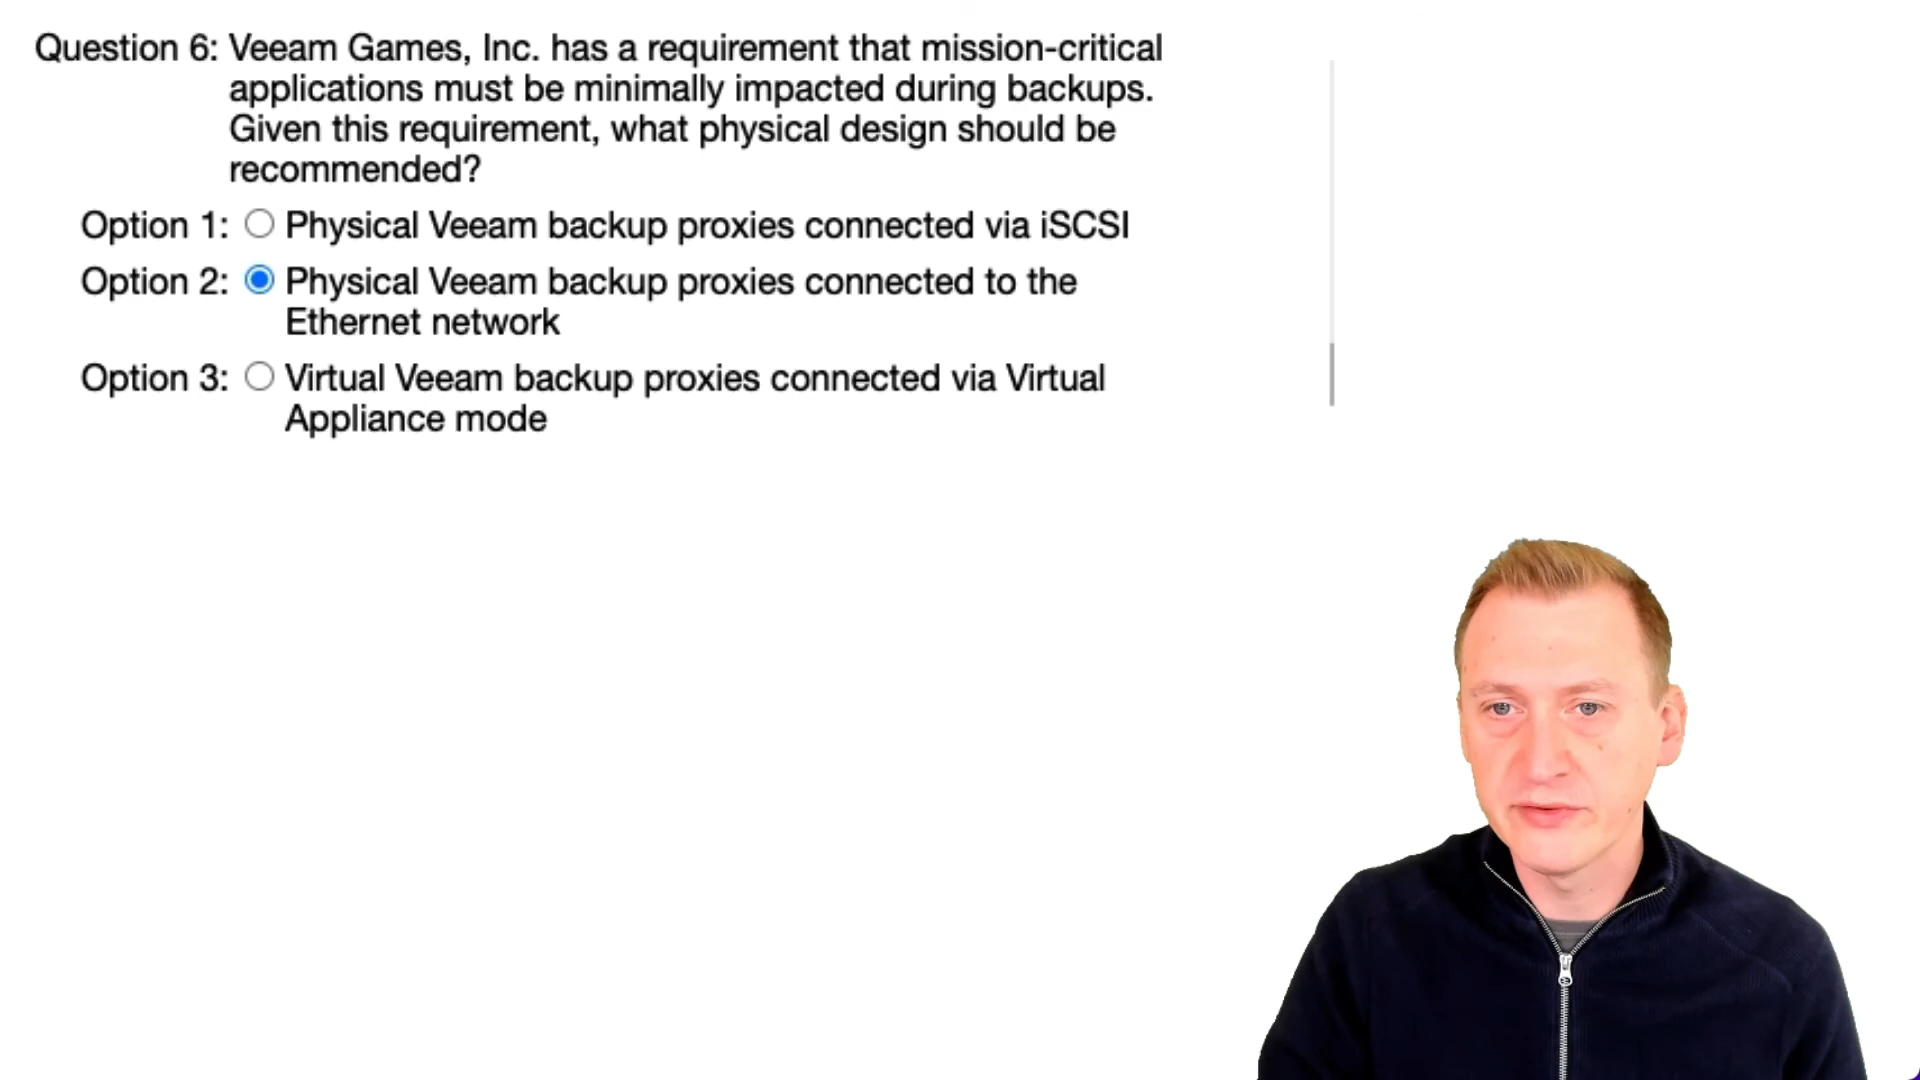 Question 6: Veeam Games, Inc. has a requirement that mission-critical
applications must be minimally impacted during backups.
Given this requirement, what physical design should be
recommended?
Option 1: Physical Veeam backup proxies connected via iSCSI
Option 2: Physical Veeam backup proxies connected to the
Ethernet network
Option 3: Virtual Veeam backup proxies connected via Virtual
Appliance mode